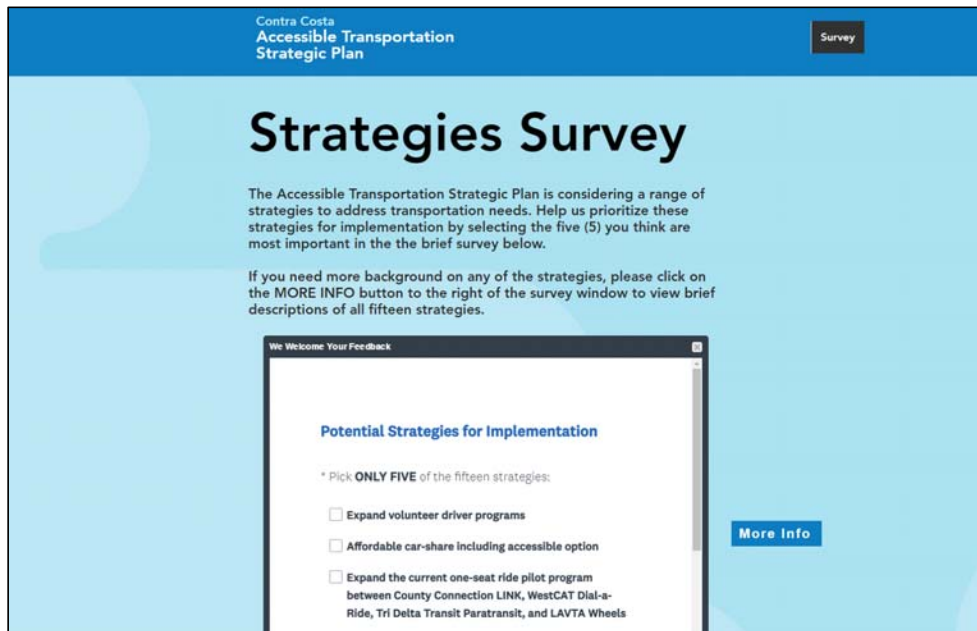 Contra Costa
Accessible Transportation
Strategic Plan
Survey
Strategies Survey
The Accessible Transportation Strategic Plan is considering a range of
strategies to address transportation needs. Help us prioritize these
strategies for implementation by selecting the five (5) you think are
most important in the the brief survey below.
If you need more background on any of the strategies, please click on
the MORE INFO button to the right of the survey window to view brief
descriptions of all fifteen strategies.
We Welcome Your Feedback
Potential Strategies for Implementation
* Pick ONLY FIVE of the fifteen strategies:
Expand volunteer driver programs
Affordable car-share including accessible option
Expand the current one-seat ride pilot program
between County Connection LINK, WestCAT Dial-a-
Ride, Tri Delta Transit Paratransit, and LAVTA Wheels
More Info